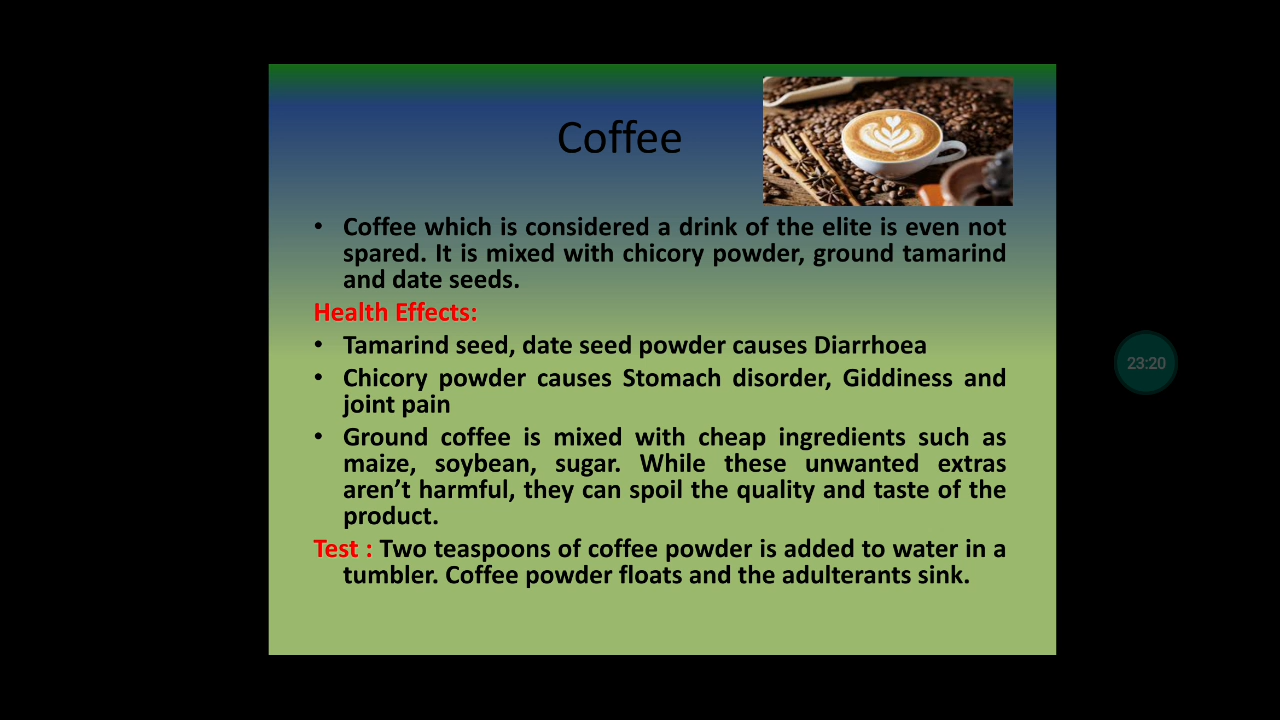 Coffee
• Coffee which is considered a drink of the elite is even not
spared. It is mixed with chicory powder, ground tamarind
and date seeds.
Health Effects:
• Tamarind seed, date seed powder causes Diarrhoea
• Chicory powder causes Stomach disorder, Giddiness and
joint pain
• Ground coffee is mixed with cheap ingredients such as
maize, soybean, sugar. While these unwanted extras
aren’t harmful, they can spoil the quality and taste of the
product.
Test : Two teaspoons of coffee powder is added to water in a
tumbler. Coffee powder floats and the adulterants sink.
23:20